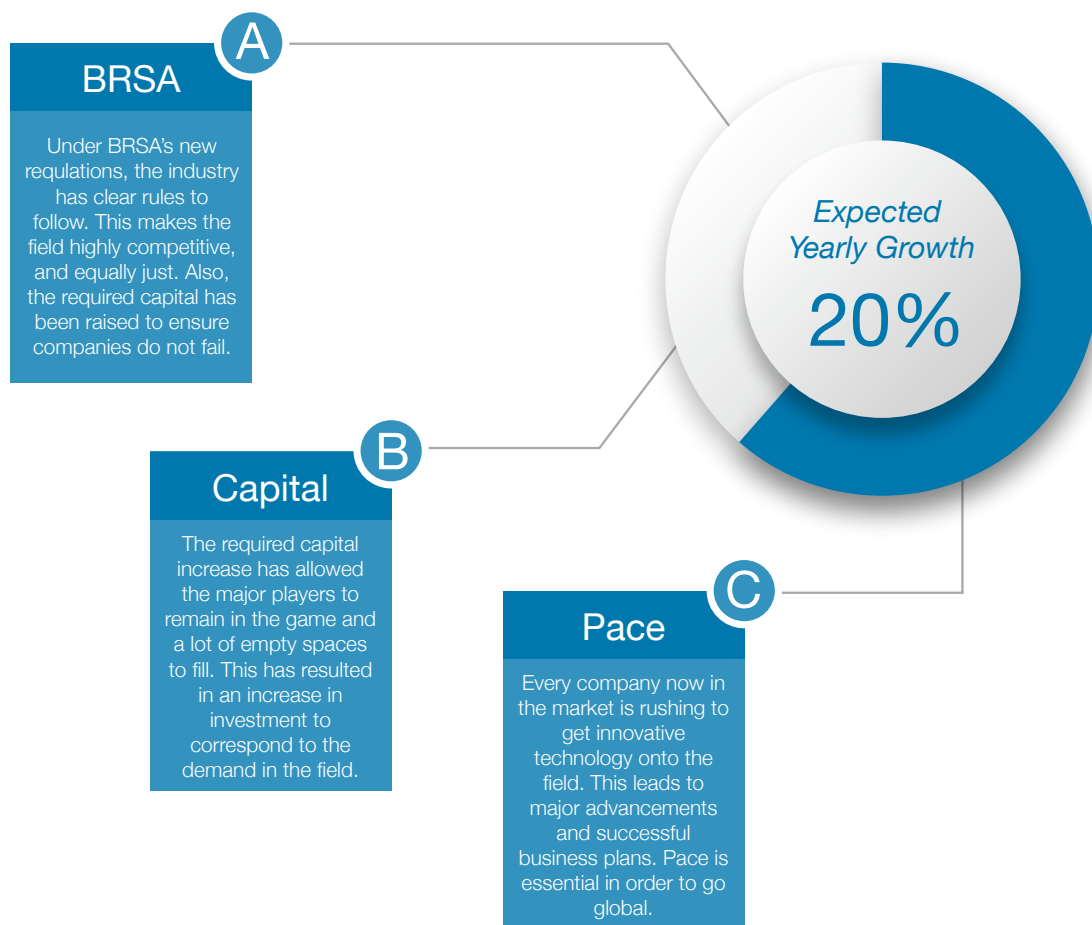 A
BRSA
Under BRSA's new
requlations, the industry
has clear rules to
follow. This makes the
field highly competitive,
and equally just. Also,
the required capital has
been raised to ensure
companies do not fail.
Expected
Yearly Growth
20%
B
Capital
The required capital
increase has allowed
the major players to
remain in the game and
a lot of empty spaces
to fill. This has resulted
in an increase in
investment to
correspond to the
demand in the field.
C
Pace
Every company now in
the market is rushing to
get innovative
technology onto the
field. This leads to
major advancements
and successful
business plans. Pace is
essential in order to go
global.